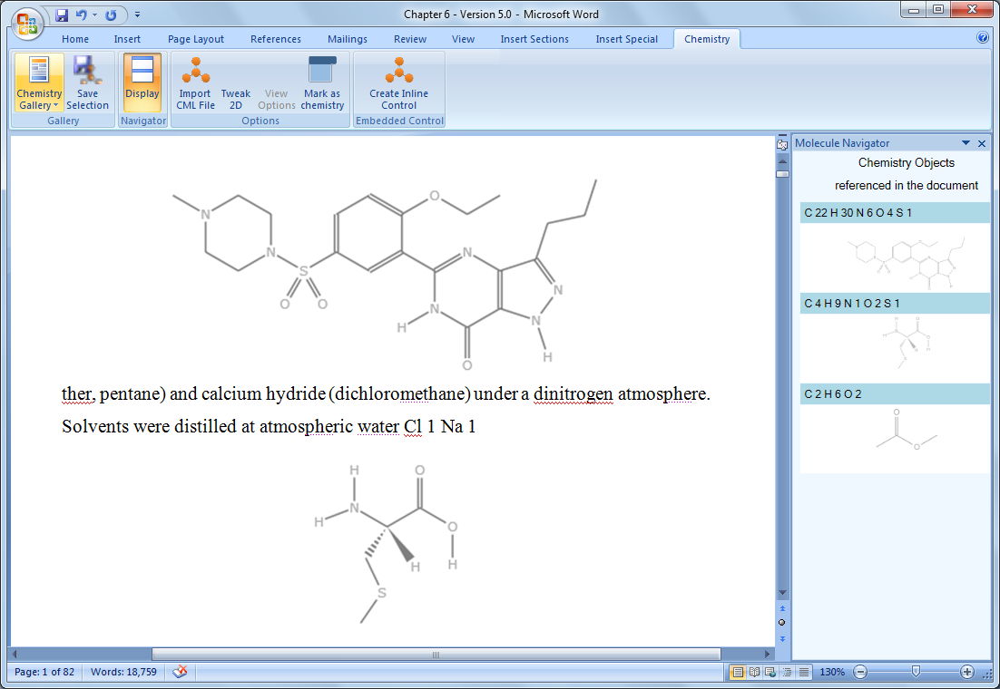 Chapter 6 - Version 5.0 - Microsoft Word
Home Insert Page Layout References Mailings Review View Insert Sections Insert Special Chemistry
Chemistry Gallery
Save Selection
Gallery
Display
Navigator
Import CML File
Tweak 2D
View Options
Mark as chemistry
Options
Create Inline Control
Embedded Control
N
N
S
O O
O
N
N
H
O
N
N
H
ther, pentane) and calcium hydride (dichloromethane) under a dinitrogen atmosphere.
Solvents were distilled at atmospheric water Cl 1 Na 1
H O
N
H
O
H H
S
Molecule Navigator
Chemistry Objects
referenced in the document
C 22 H 30 N 6 O 4 S 1
C 4 H 9 N 1 O 2 S 1
C 2 H 6 O 2
O
O
Page: 1 of 82 Words: 18,759 130%